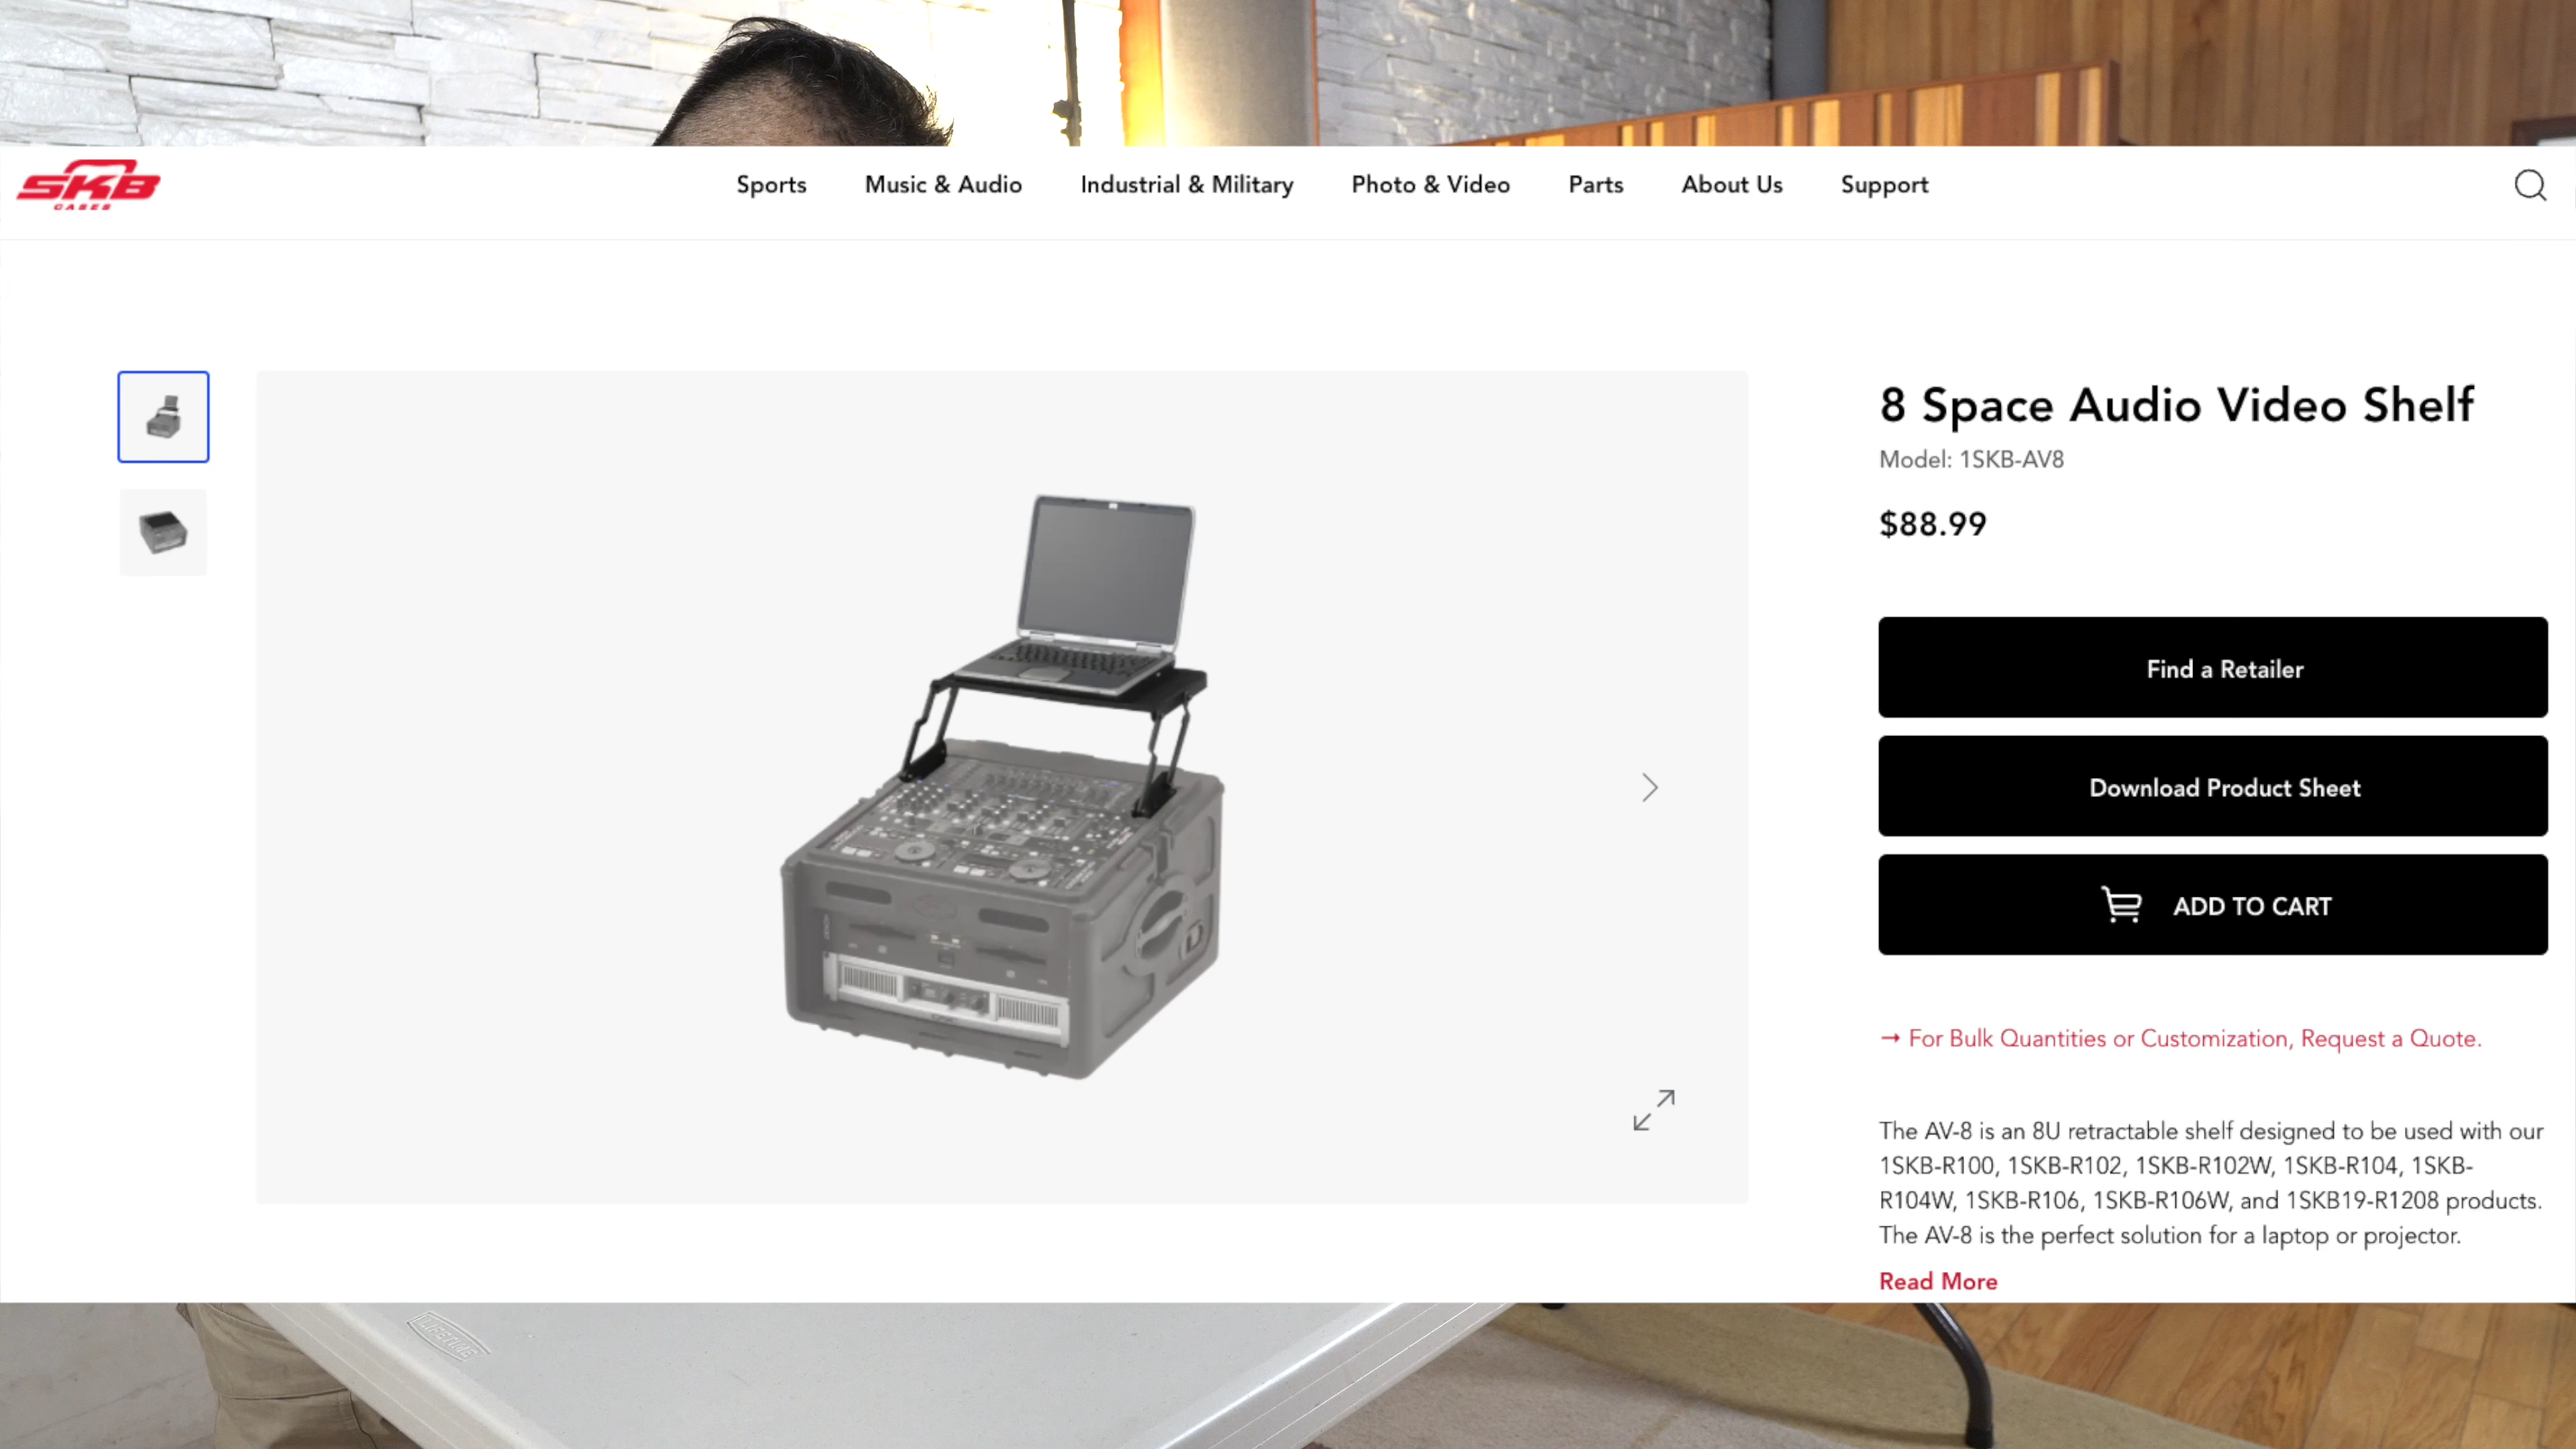 SKB
CASES
Sports
Music & Audio
Industrial & Military
Photo & Video
Parts
About Us
Support
8 Space Audio Video Shelf
Model: 1SKB-AV8
$88.99
Find a Retailer
Download Product Sheet
ADD TO CART
→ For Bulk Quantities or Customization, Request a Quote.
The AV-8 is an 8U retractable shelf designed to be used with our
1SKB-R100, 1SKB-R102, 1SKB-R102W, 1SKB-R104, 1SKB-
R104W, 1SKB-R106, 1SKB-R106W, and 1SKB19-R1208 products.
The AV-8 is the perfect solution for a laptop or projector.
Read More
LIFETIME